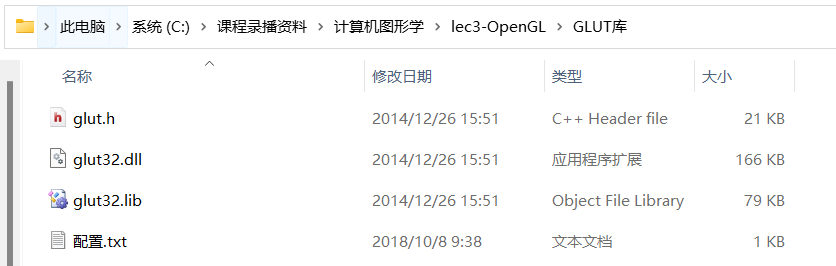 此电脑 > 系统 (C:) > 课程录播资料 > 计算机图形学 > lec3-OpenGL > GLUT库
名称 修改日期 类型 大小
glut.h 2014/12/26 15:51 C++ Header file 21 KB
glut32.dll 2014/12/26 15:51 应用程序扩展 166 KB
glut32.lib 2014/12/26 15:51 Object File Library 79 KB
配置.txt 2018/10/8 9:38 文本文档 1 KB